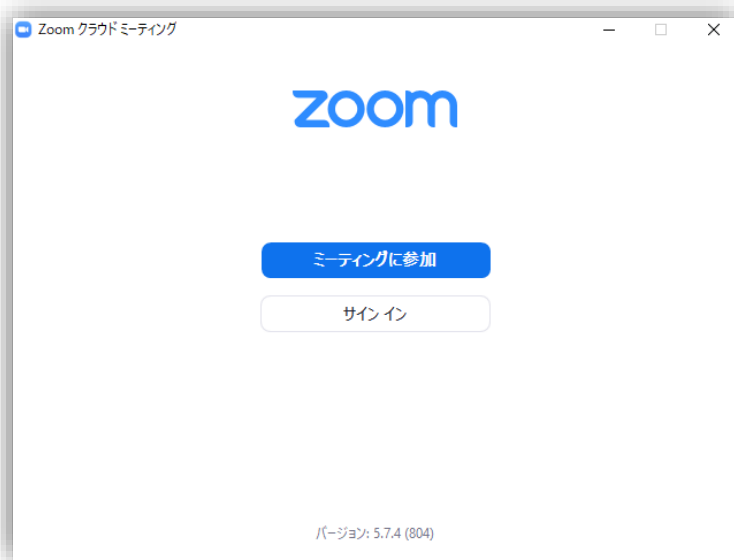 Zoom クラウド ミーティング
zoom
ミーティングに参加
サイン イン
バージョン: 5.7.4 (804)